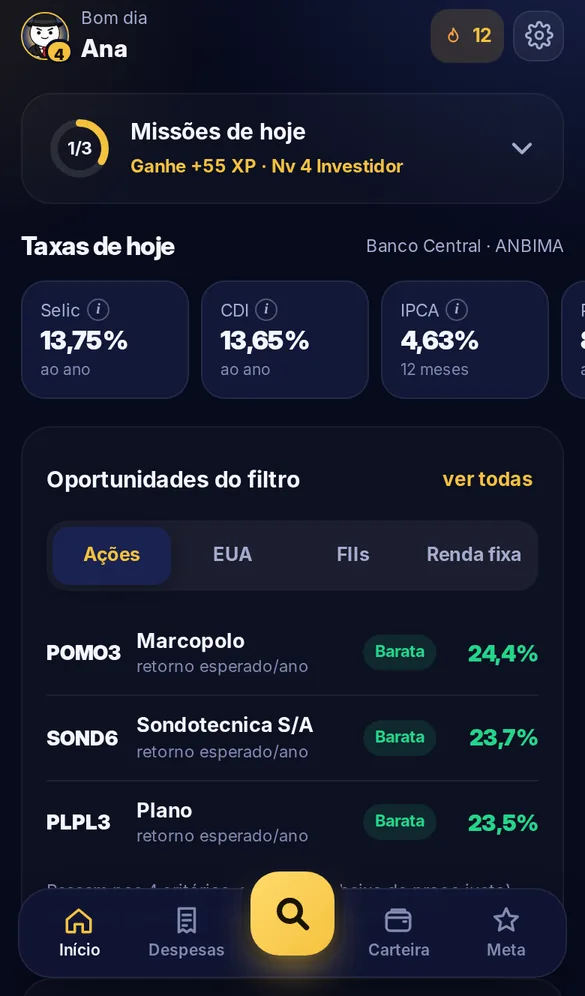 Bom dia
Ana
4
12
1/3
Missões de hoje
Ganhe +55 XP · Nv 4 Investidor
Taxas de hoje
Banco Central · ANBIMA
Selic i
13,75%
ao ano
CDI i
13,65%
ao ano
IPCA i
4,63%
12 meses
Oportunidades do filtro
ver todas
Ações
EUA
FIIs
Renda fixa
POMO3
Marcopolo
retorno esperado/ano
Barata
24,4%
SOND6
Sondotecnica S/A
retorno esperado/ano
Barata
23,7%
PLPL3
Plano
retorno esperado/ano
Barata
23,5%
Início
Despesas
Carteira
Meta